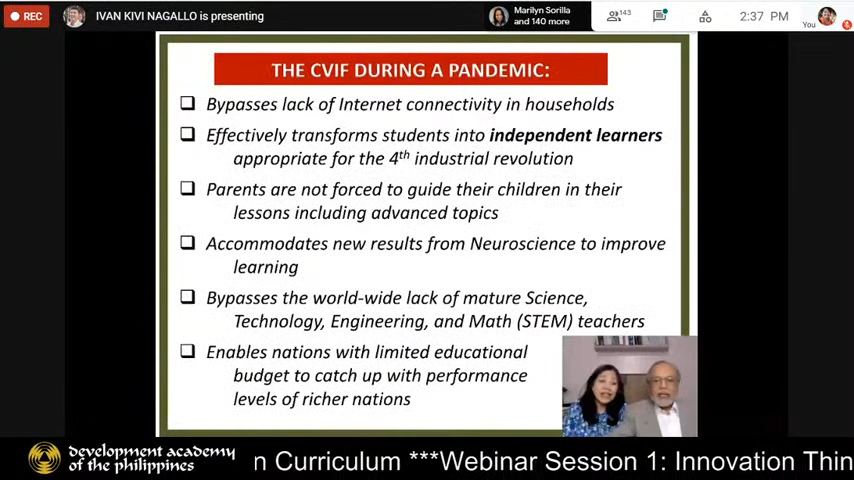 REC
IVAN KIVI NAGALLO is presenting
Marilyn Sorilla
and 140 more
143
2:37 PM
You
THE CVIF DURING A PANDEMIC:
Bypasses lack of Internet connectivity in households
Effectively transforms students into independent learners
appropriate for the 4th industrial revolution
Parents are not forced to guide their children in their
lessons including advanced topics
Accommodates new results from Neuroscience to improve
learning
Bypasses the world-wide lack of mature Science,
Technology, Engineering, and Math (STEM) teachers
Enables nations with limited educational
budget to catch up with performance
levels of richer nations
development academy
of the philippines
n Curriculum ***Webinar Session 1: Innovation Thin